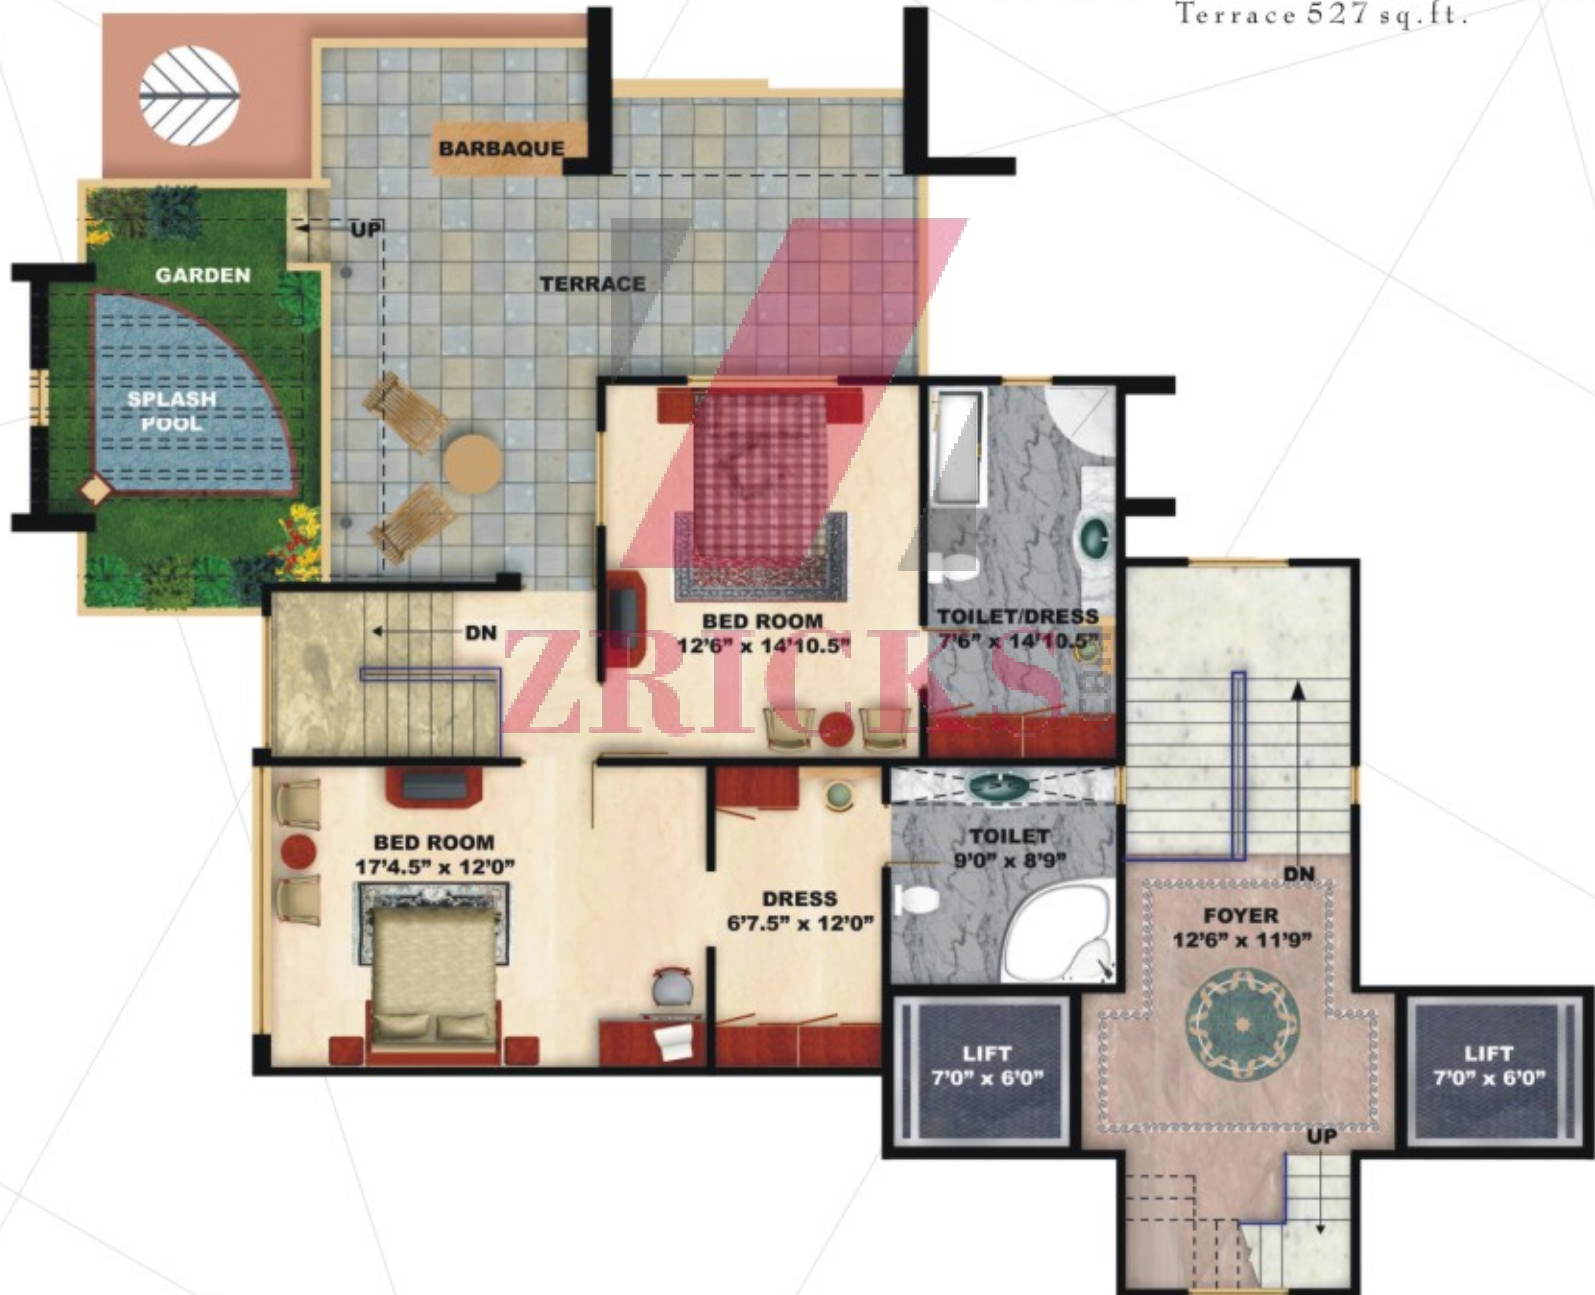 Terrace 527 sq.ft.
BARBAQUE
UP
GARDEN
TERRACE
SPLASH
POOL
DN
BED ROOM
12'6" x 14'10.5"
TOILET/DRESS
7'6" x 14'10.5"
ZRICKS
BED ROOM
17'4.5" x 12'0"
TOILET
9'0" x 8'9"
DRESS
6'7.5" x 12'0"
DN
FOYER
12'6" x 11'9"
LIFT
7'0" x 6'0"
LIFT
7'0" x 6'0"
UP